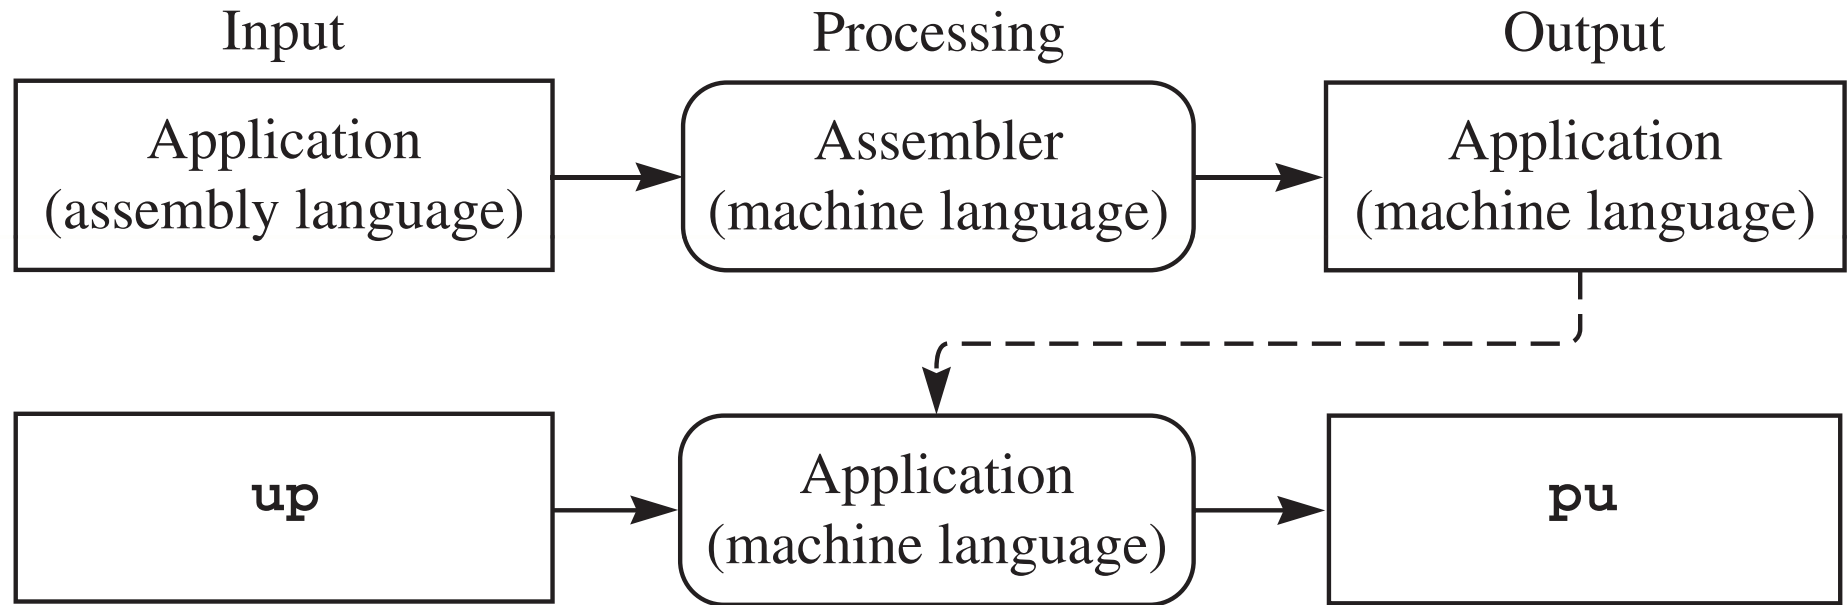 Input
Processing
Output
Application
(assembly language)
Assembler
(machine language)
Application
(machine language)
up
Application
(machine language)
pu